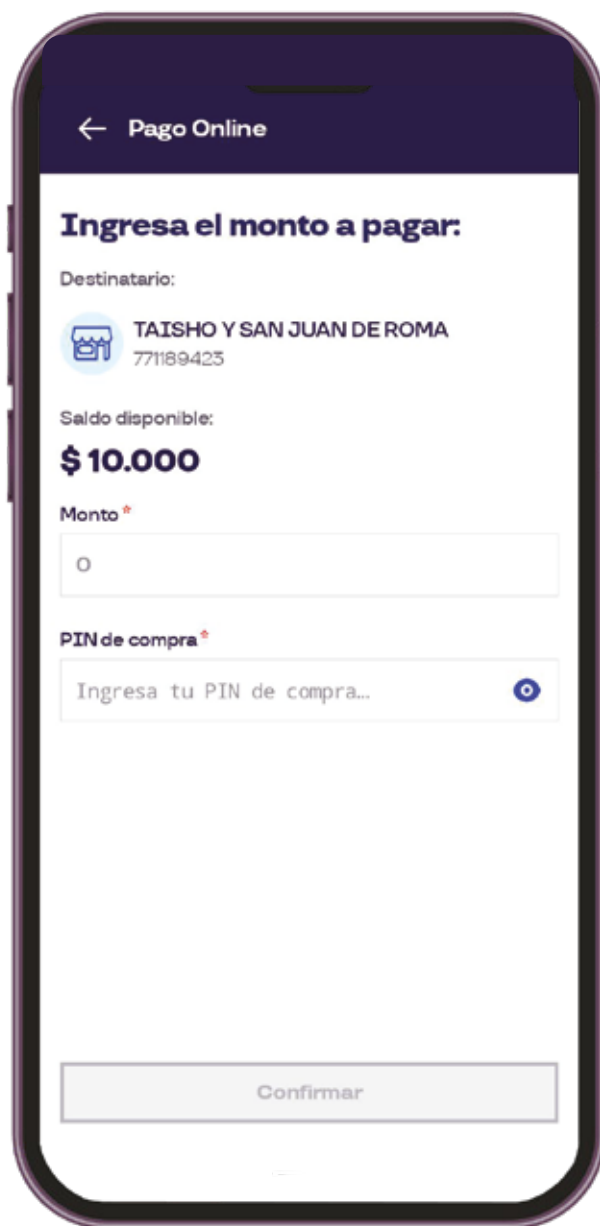 ← Pago Online
Ingresa el monto a pagar:
Destinatario:
TAISHO Y SAN JUAN DE ROMA
771189423
Saldo disponible:
$ 10.000
Monto *
0
PIN de compra *
Ingresa tu PIN de compra...
Confirmar